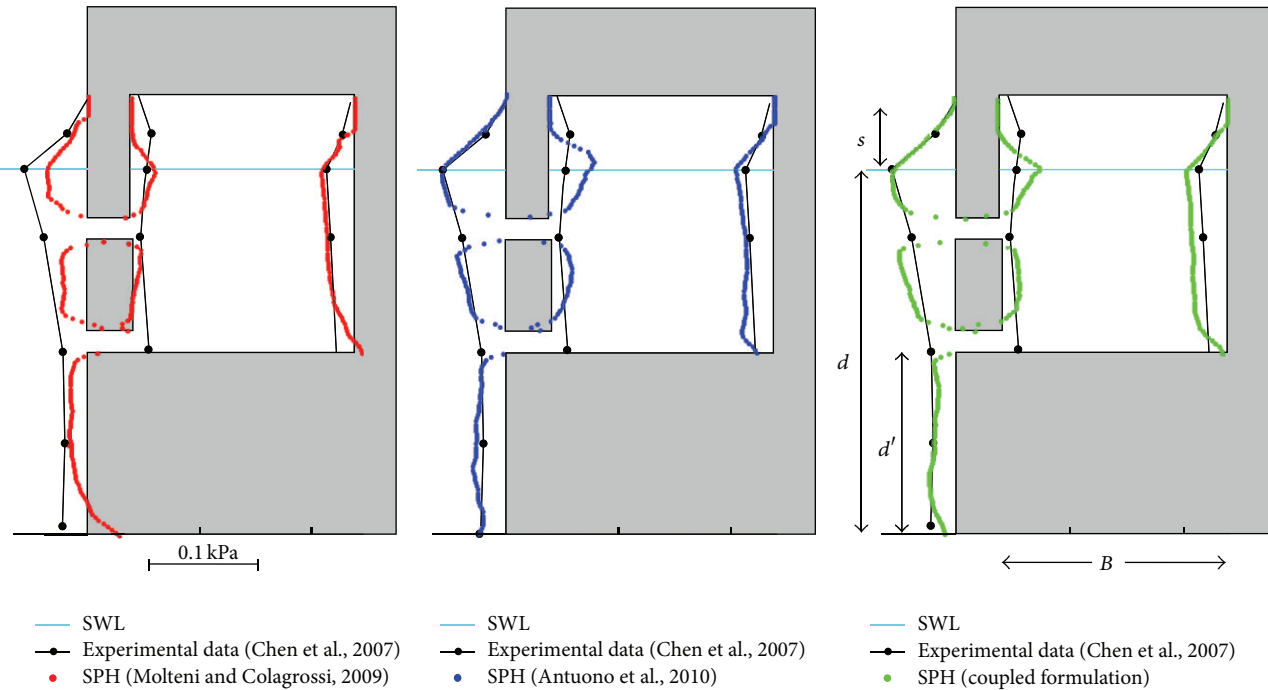 s
d
d′
0.1 kPa
B
SWL
Experimental data (Chen et al., 2007)
SPH (Molteni and Colagrossi, 2009)
SWL
Experimental data (Chen et al., 2007)
SPH (Antuono et al., 2010)
SWL
Experimental data (Chen et al., 2007)
SPH (coupled formulation)